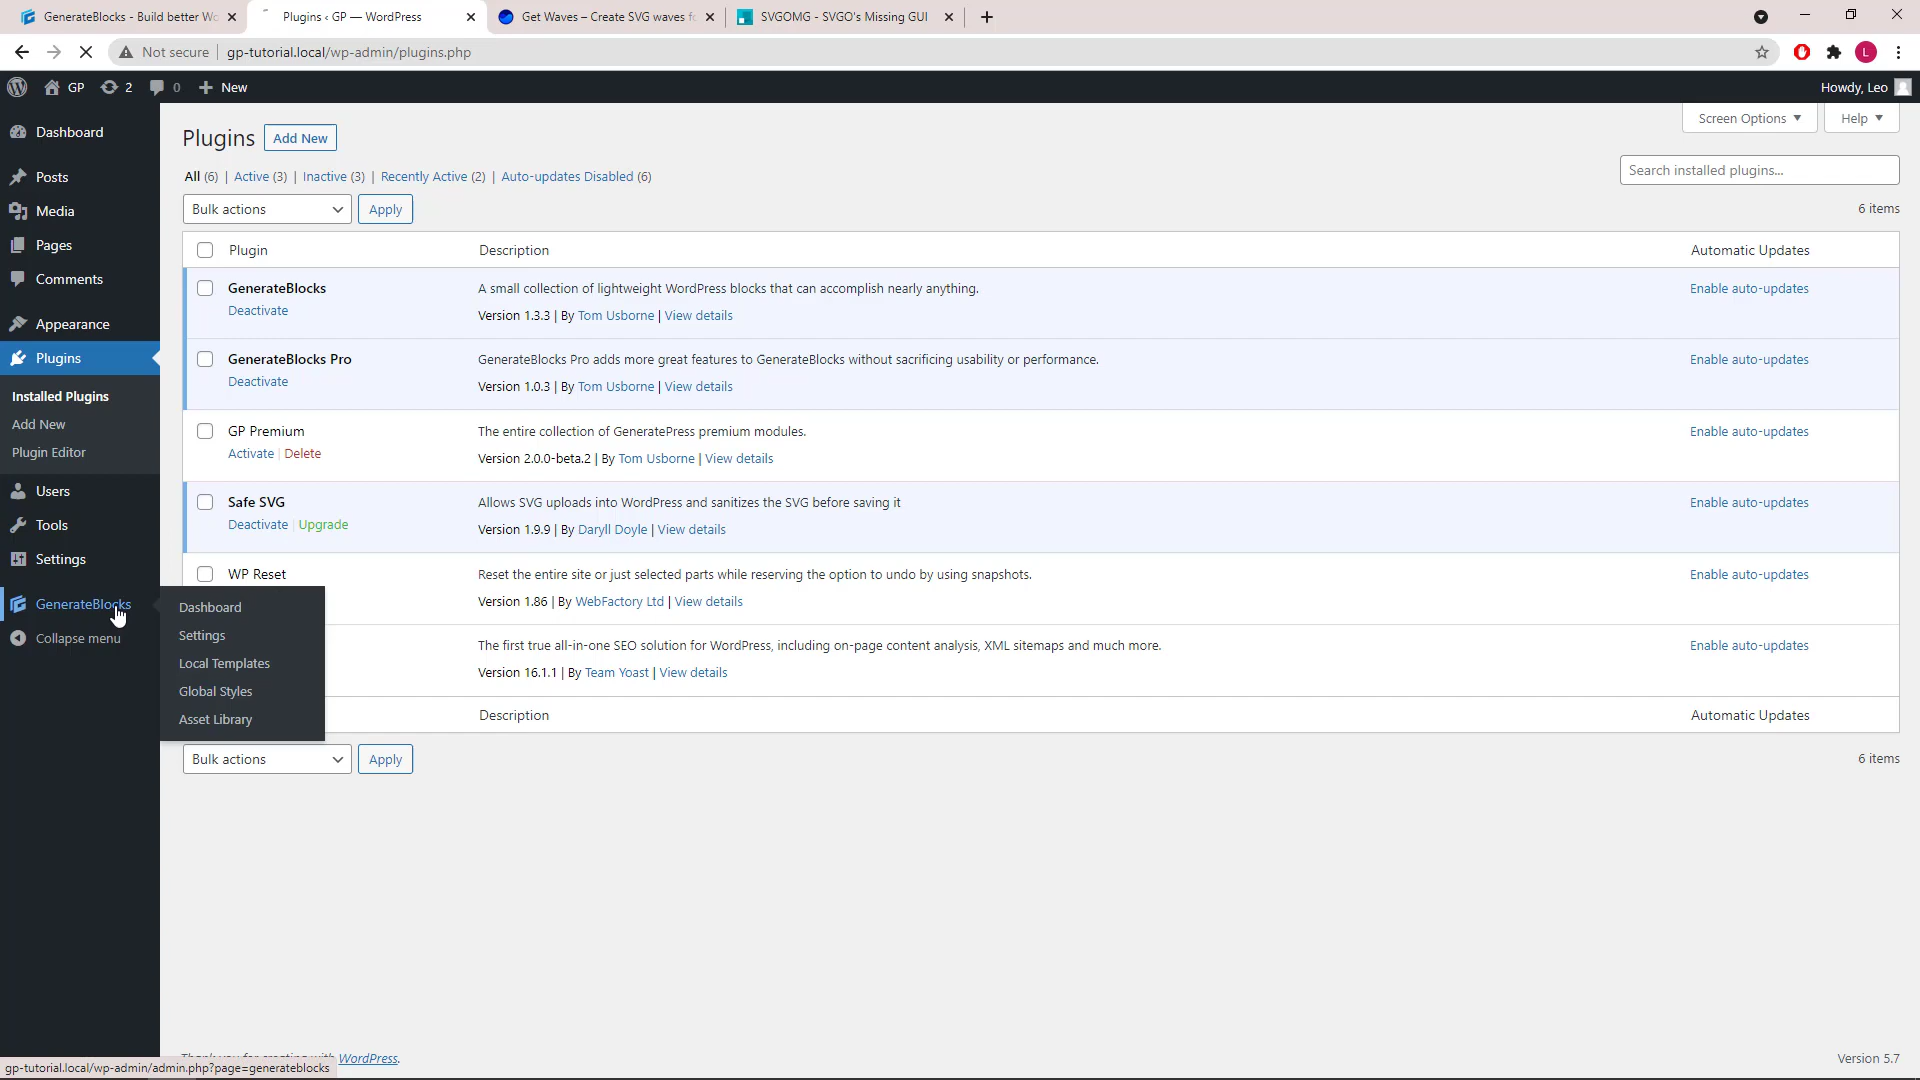 GenerateBlocks - Build better Wo
Plugins ‹ GP — WordPress
Get Waves – Create SVG waves fo
SVGOMG - SVGO's Missing GUI
Not secure
gp-tutorial.local/wp-admin/plugins.php
L
GP
2
0
New
Howdy, Leo
Dashboard
Posts
Media
Pages
Comments
Appearance
Plugins
Installed Plugins
Add New
Plugin Editor
Users
Tools
Settings
GenerateBlocks
Collapse menu
Dashboard
Settings
Local Templates
Global Styles
Asset Library
Screen Options
Help
Plugins
Add New
All (6) | Active (3) | Inactive (3) | Recently Active (2) | Auto-updates Disabled (6)
Search installed plugins...
Bulk actions
Apply
6 items
Plugin
Description
Automatic Updates
GenerateBlocks
Deactivate
A small collection of lightweight WordPress blocks that can accomplish nearly anything.
Version 1.3.3 | By Tom Usborne | View details
Enable auto-updates
GenerateBlocks Pro
Deactivate
GenerateBlocks Pro adds more great features to GenerateBlocks without sacrificing usability or performance.
Version 1.0.3 | By Tom Usborne | View details
Enable auto-updates
GP Premium
Activate | Delete
The entire collection of GeneratePress premium modules.
Version 2.0.0-beta.2 | By Tom Usborne | View details
Enable auto-updates
Safe SVG
Deactivate | Upgrade
Allows SVG uploads into WordPress and sanitizes the SVG before saving it
Version 1.9.9 | By Daryll Doyle | View details
Enable auto-updates
WP Reset
Reset the entire site or just selected parts while reserving the option to undo by using snapshots.
Version 1.86 | By WebFactory Ltd | View details
Enable auto-updates
The first true all-in-one SEO solution for WordPress, including on-page content analysis, XML sitemaps and much more.
Version 16.1.1 | By Team Yoast | View details
Enable auto-updates
Description
Automatic Updates
Bulk actions
Apply
6 items
Thank you for creating with WordPress.
Version 5.7
gp-tutorial.local/wp-admin/admin.php?page=generateblocks